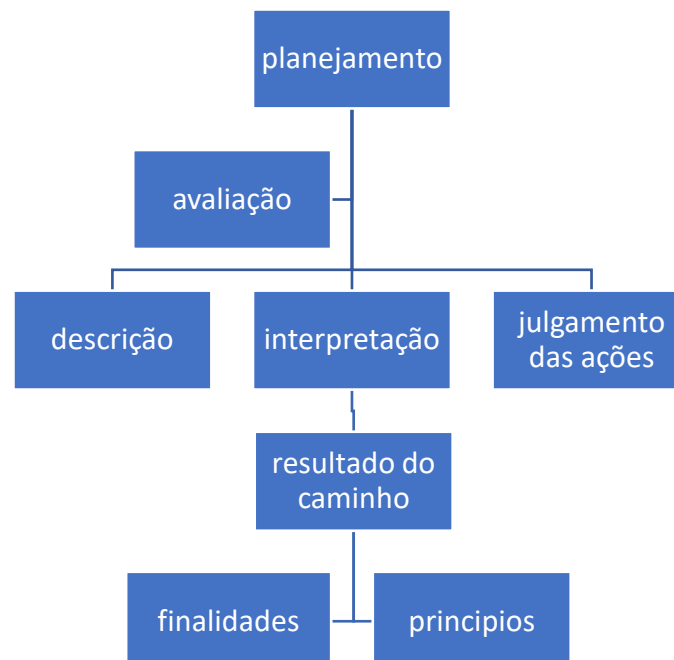 planejamento
avaliação
descrição
interpretação
julgamento
das ações
resultado do
caminho
finalidades
principios